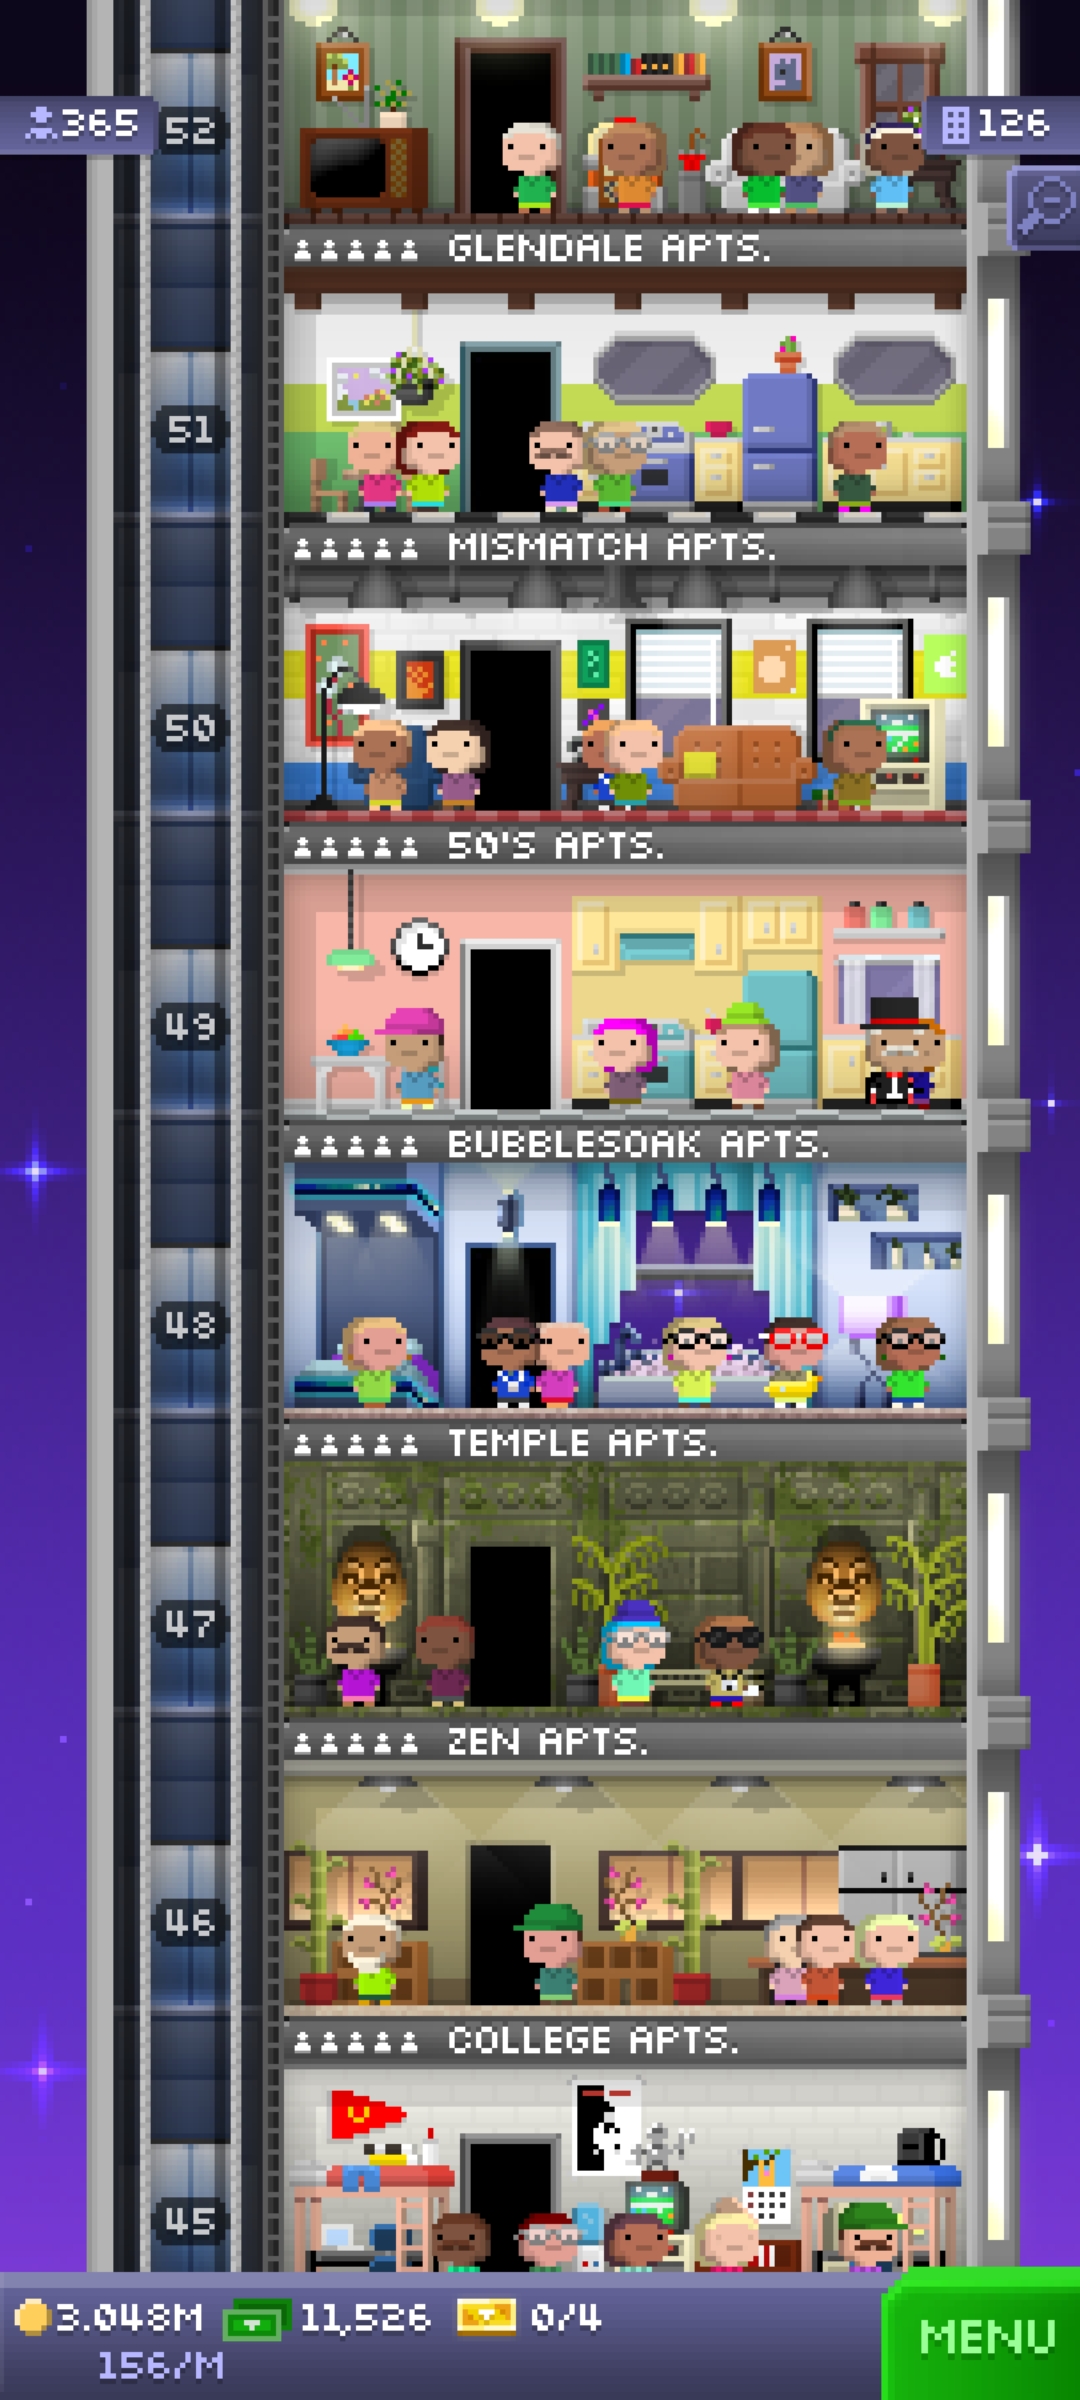 365
52
126
GLENDALE APTS.
51
MISMATCH APTS.
50
50'S APTS.
49
BUBBLESOAK APTS.
48
TEMPLE APTS.
47
ZEN APTS.
46
COLLEGE APTS.
45
3.048M 11,526 0/4
156/M
MENU